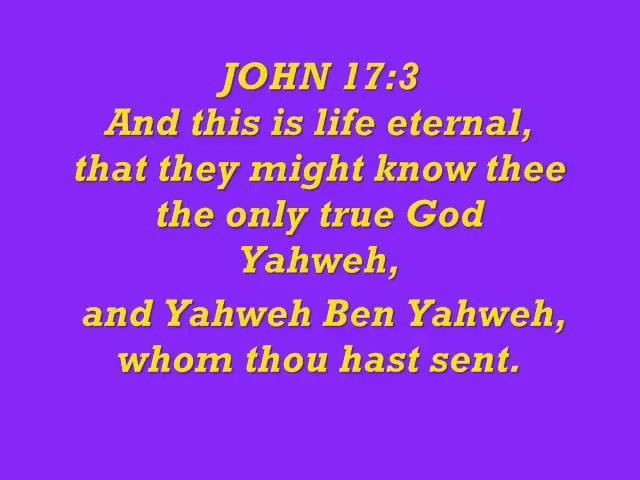 JOHN 17:3
And this is life eternal,
that they might know thee
the only true God
Yahweh,
and Yahweh Ben Yahweh,
whom thou hast sent.